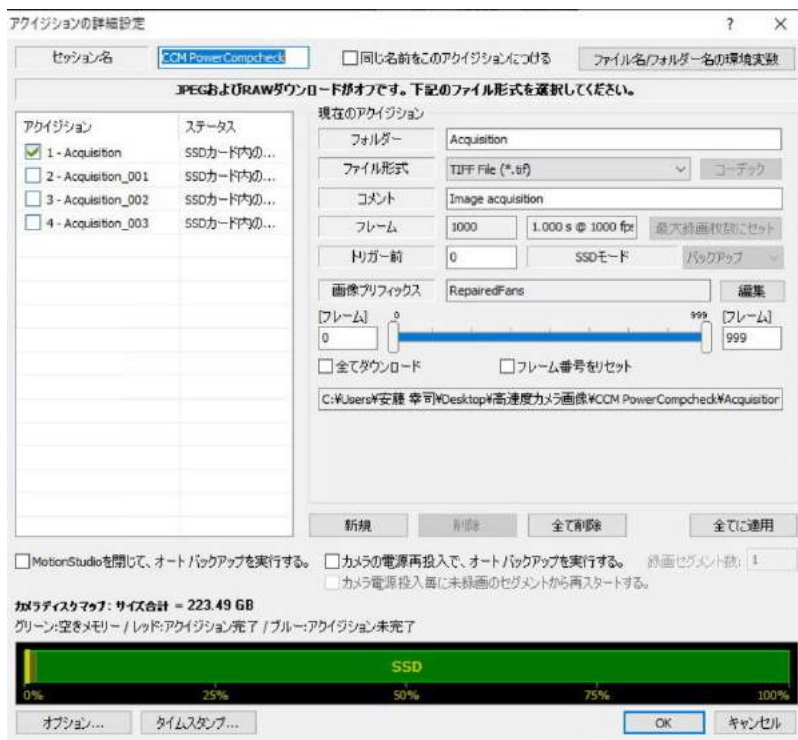 アクイジションの詳細設定 ? ×
セッション名 CCM PowerCompcheck 同じ名前をこのアクイジションにつける ファイル名/フォルダー名の環境変数
JPEGおよびRAWダウンロードがオフです。下記のファイル形式を選択してください。
アクイジション ステータス
1 - Acquisition SSDカード内の...
2 - Acquisition_001 SSDカード内の...
3 - Acquisition_002 SSDカード内の...
4 - Acquisition_003 SSDカード内の...
現在のアクイジション
フォルダー Acquisition
ファイル形式 TIFF File (*.tif) コーデック
コメント Image acquisition
フレーム 1000 1.000 s @ 1000 fps 最大録画枚数にセット
トリガー前 0 SSDモード バックアップ
画像プリフィックス RepairedFans 編集
[フレーム] 0 999 [フレーム]
0 999
全てダウンロード フレーム番号をリセット
C:¥Users¥安藤 幸司¥Desktop¥高速度カメラ画像¥CCM PowerCompcheck¥Acquisition
新規 削除 全て削除 全てに適用
MotionStudioを閉じて、オートバックアップを実行する。 カメラの電源再投入で、オートバックアップを実行する。 録画セグメント数: 1
カメラ電源投入毎に未録画のセグメントから再スタートする。
カメラディスクマップ: サイズ合計 = 223.49 GB
グリーン:空きメモリー / レッド:アクイジション完了 / ブルー:アクイジション未完了
SSD
0% 25% 50% 75% 100%
オプション... タイムスタンプ... OK キャンセル